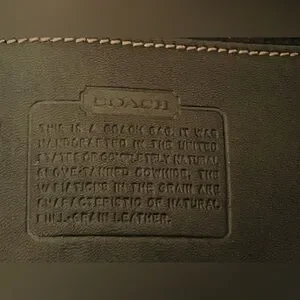 COACH
THIS IS A COACH BAG. IT WAS
HANDCRAFTED IN THE UNITED
STATES OF COMPLETELY NATURAL
GLOVE-TANNED COWHIDE. THE
VARIATIONS IN THE GRAIN ARE
CHARACTERISTIC OF NATURAL
FULL-GRAIN LEATHER.